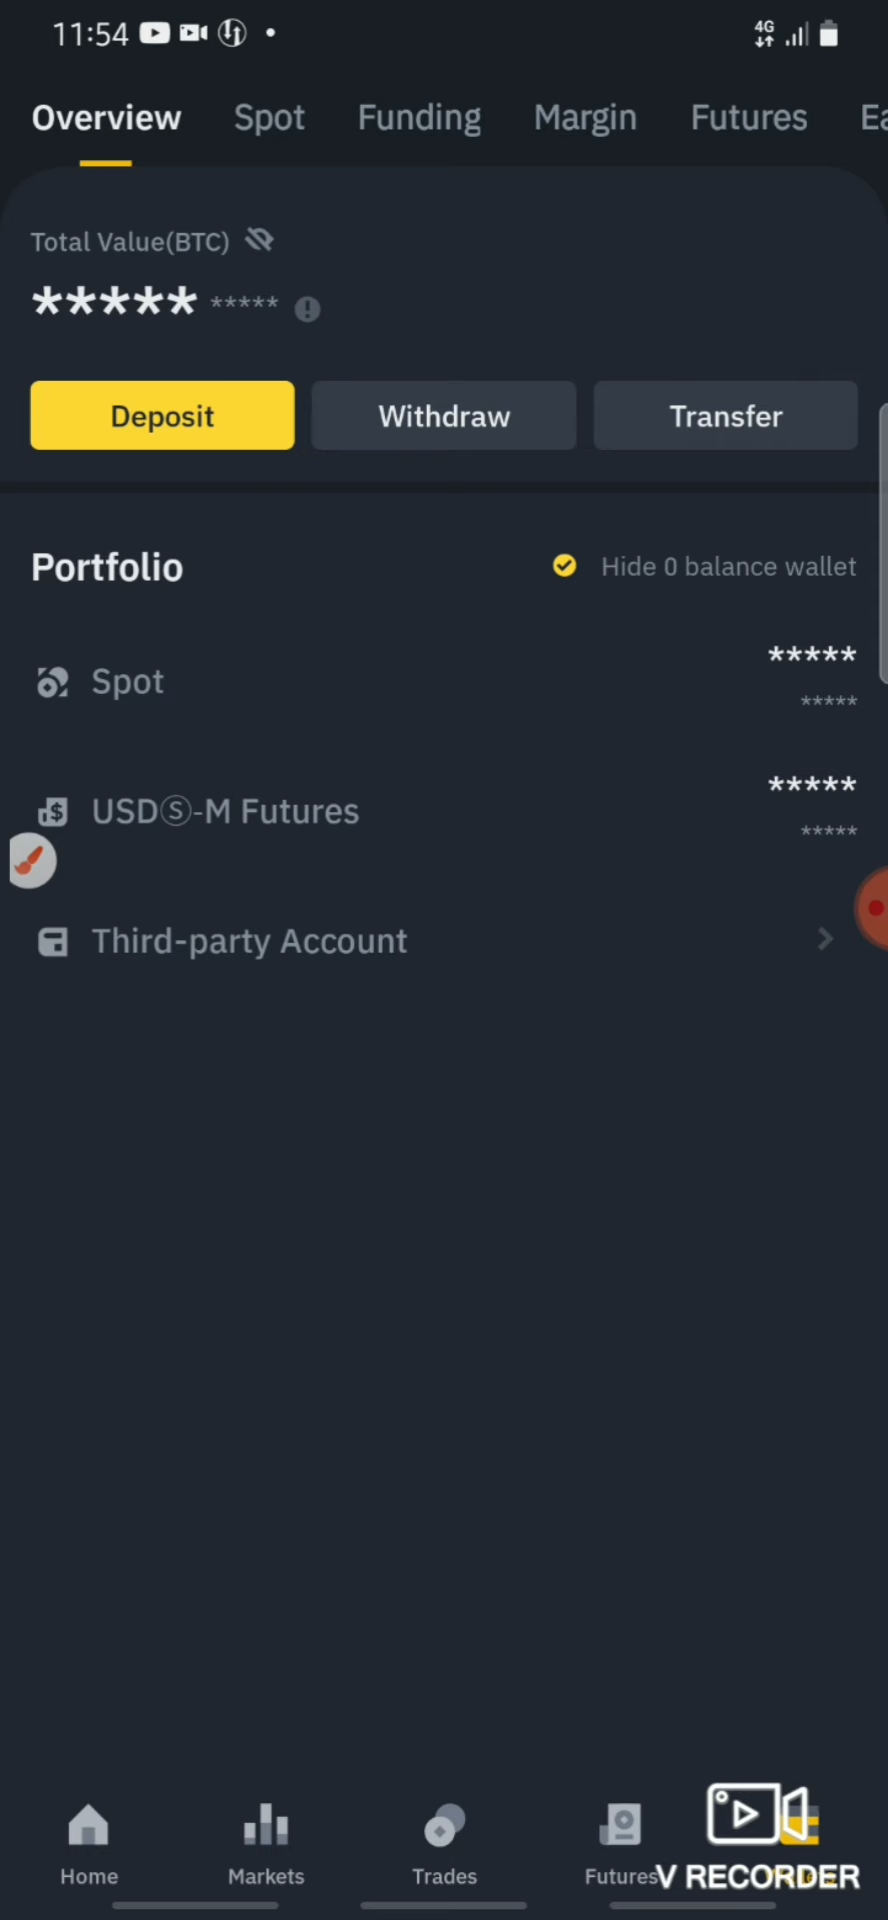 11:54
4G
Overview Spot Funding Margin Futures Ea
Total Value(BTC)
***** *****
Deposit Withdraw Transfer
Portfolio Hide 0 balance wallet
Spot *****
*****
USDⓈ-M Futures *****
*****
Third-party Account
Home Markets Trades Futures
V RECORDER